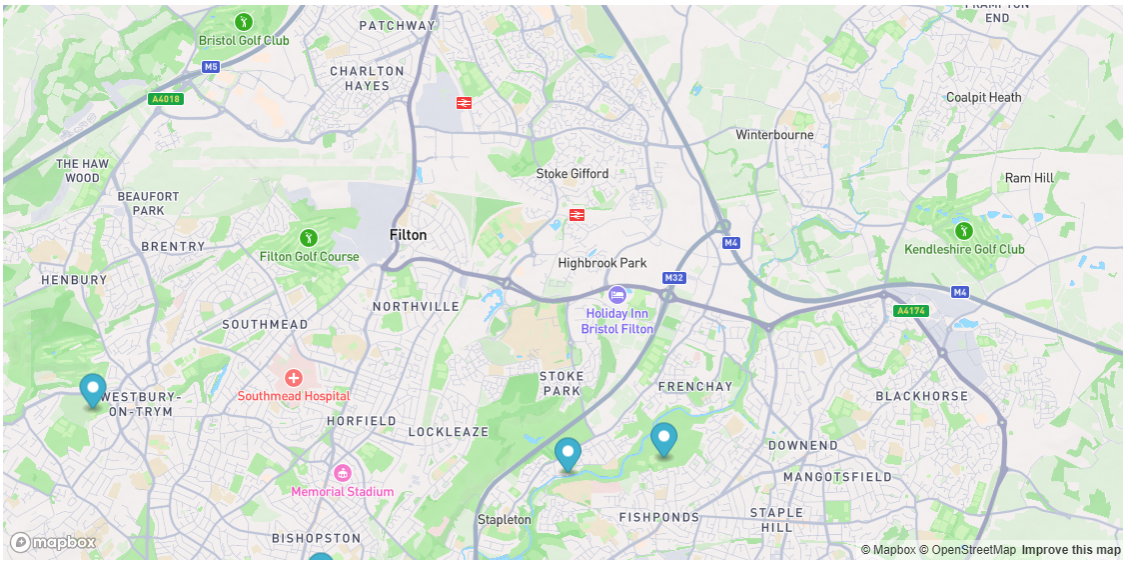 FRAMPTON
END
PATCHWAY
Bristol Golf Club
M5
CHARLTON
HAYES
A4018
Coalpit Heath
Winterbourne
THE HAW
WOOD
Stoke Gifford
Ram Hill
BEAUFORT
PARK
Filton
BRENTRY
M4
Kendleshire Golf Club
Filton Golf Course
Highbrook Park
HENBURY
M32
M4
NORTHVILLE
Holiday Inn
Bristol Filton
A4174
SOUTHMEAD
STOKE
PARK
FRENCHAY
Southmead Hospital
WESTBURY-
ON-TRYM
BLACKHORSE
HORFIELD
LOCKLEAZE
DOWNEND
MANGOTSFIELD
Memorial Stadium
Stapleton
FISHPONDS
STAPLE
HILL
BISHOPSTON
mapbox
© Mapbox © OpenStreetMap Improve this map